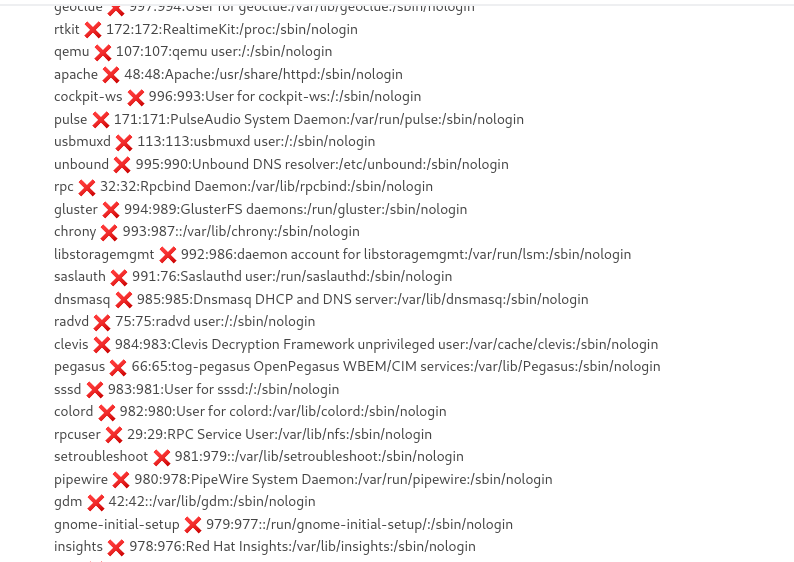 geoclue ❌ 997:994:User for geoclue:/var/lib/geoclue:/sbin/nologin
rtkit ❌ 172:172:RealtimeKit:/proc:/sbin/nologin
qemu ❌ 107:107:qemu user:/:/sbin/nologin
apache ❌ 48:48:Apache:/usr/share/httpd:/sbin/nologin
cockpit-ws ❌ 996:993:User for cockpit-ws:/:/sbin/nologin
pulse ❌ 171:171:PulseAudio System Daemon:/var/run/pulse:/sbin/nologin
usbmuxd ❌ 113:113:usbmuxd user:/:/sbin/nologin
unbound ❌ 995:990:Unbound DNS resolver:/etc/unbound:/sbin/nologin
rpc ❌ 32:32:Rpcbind Daemon:/var/lib/rpcbind:/sbin/nologin
gluster ❌ 994:989:GlusterFS daemons:/run/gluster:/sbin/nologin
chrony ❌ 993:987::/var/lib/chrony:/sbin/nologin
libstoragemgmt ❌ 992:986:daemon account for libstoragemgmt:/var/run/lsm:/sbin/nologin
saslauth ❌ 991:76:Saslauthd user:/run/saslauthd:/sbin/nologin
dnsmasq ❌ 985:985:Dnsmasq DHCP and DNS server:/var/lib/dnsmasq:/sbin/nologin
radvd ❌ 75:75:radvd user:/:/sbin/nologin
clevis ❌ 984:983:Clevis Decryption Framework unprivileged user:/var/cache/clevis:/sbin/nologin
pegasus ❌ 66:65:tog-pegasus OpenPegasus WBEM/CIM services:/var/lib/Pegasus:/sbin/nologin
sssd ❌ 983:981:User for sssd:/:/sbin/nologin
colord ❌ 982:980:User for colord:/var/lib/colord:/sbin/nologin
rpcuser ❌ 29:29:RPC Service User:/var/lib/nfs:/sbin/nologin
setroubleshoot ❌ 981:979::/var/lib/setroubleshoot:/sbin/nologin
pipewire ❌ 980:978:PipeWire System Daemon:/var/run/pipewire:/sbin/nologin
gdm ❌ 42:42::/var/lib/gdm:/sbin/nologin
gnome-initial-setup ❌ 979:977::/run/gnome-initial-setup/:/sbin/nologin
insights ❌ 978:976:Red Hat Insights:/var/lib/insights:/sbin/nologin